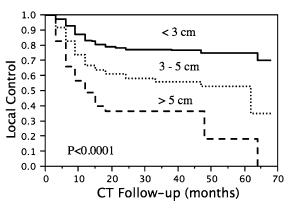 1.0
0.9
0.8
0.7
0.6
0.5
0.4
0.3
0.2
0.1
0.0
Local Control
< 3 cm
3 - 5 cm
> 5 cm
P<0.0001
0 10 20 30 40 50 60 70
CT Follow-up (months)